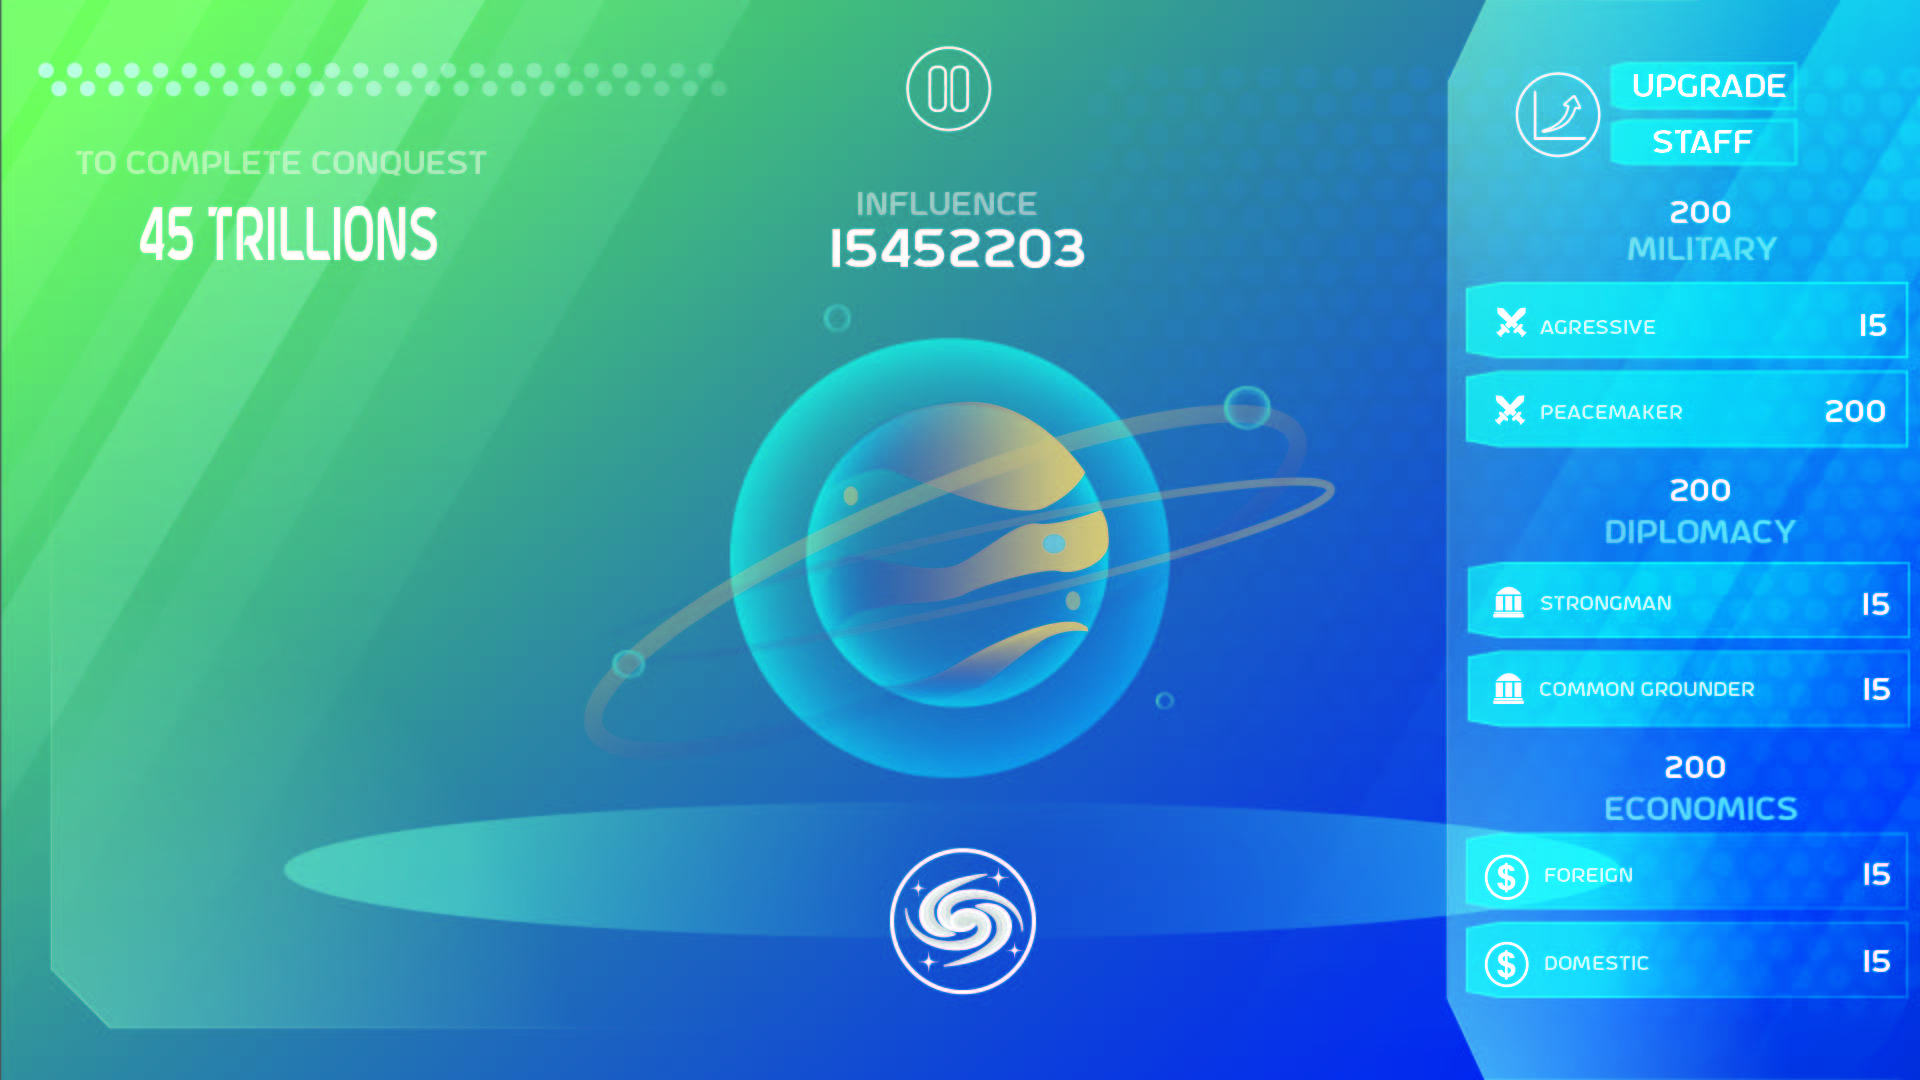 TO COMPLETE CONQUEST
45 TRILLIONS
INFLUENCE
15452203
UPGRADE
STAFF
200
MILITARY
AGRESSIVE 15
PEACEMAKER 200
200
DIPLOMACY
STRONGMAN 15
COMMON GROUNDER 15
200
ECONOMICS
$ FOREIGN 15
$ DOMESTIC 15